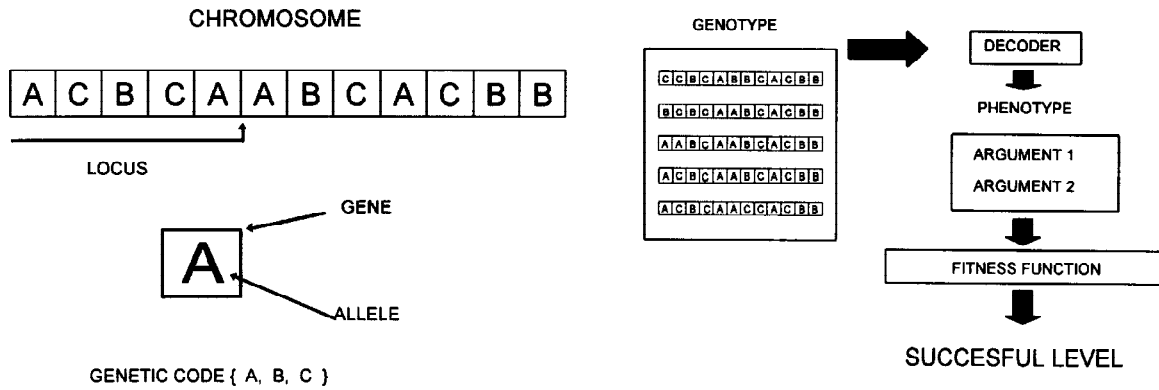 CHROMOSOME
A C B C A A B C A C B B
LOCUS
GENE
A
ALLELE
GENETIC CODE { A, B, C }
GENOTYPE
C C B C A B B C A C B B
B C B C A A B C A C B B
A A B C A A B C A C B B
A C B C A A B C A C B B
A C B C A A C C A C B B
DECODER
PHENOTYPE
ARGUMENT 1
ARGUMENT 2
FITNESS FUNCTION
SUCCESFUL LEVEL